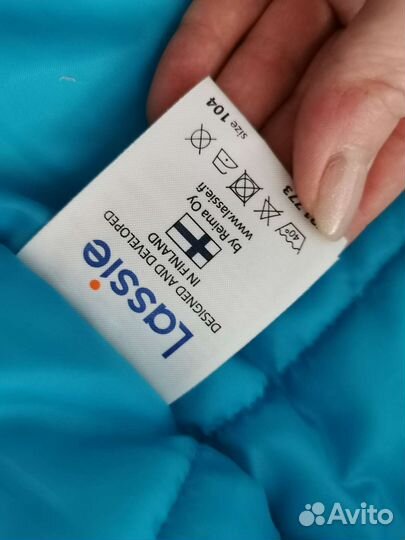 Lassie
DESIGNED AND DEVELOPED
IN FINLAND
by Reima Oy
www.lassie.fi
40°
size 104
Avito